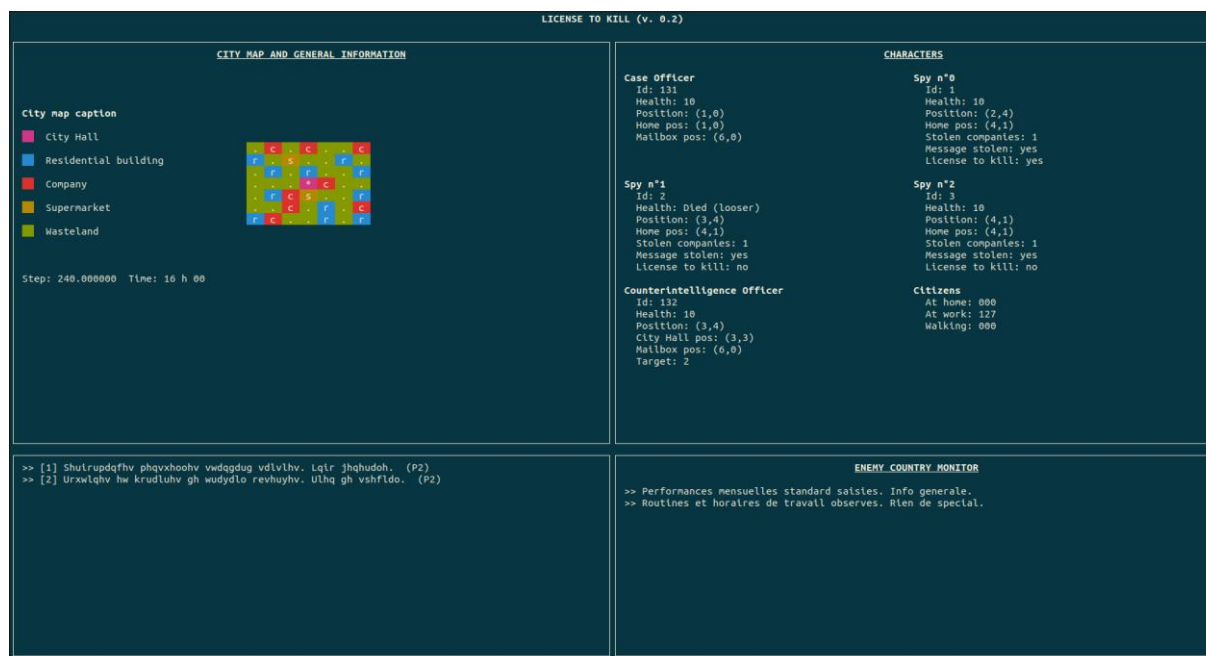 LICENSE TO KILL (v. 0.2)
CITY MAP AND GENERAL INFORMATION
City map caption
City Hall
Residential building
Company
Supermarket
Wasteland
. c . c . . c
r . s . . r .
. r . r . . r
. . . * c . .
. r c s . . r
. . c . r . c
r c . . r . r
Step: 240.000000 Time: 16 h 00
CHARACTERS
Case Officer
Id: 131
Health: 10
Position: (1,0)
Home pos: (1,0)
Mailbox pos: (6,0)
Spy n°0
Id: 1
Health: 10
Position: (2,4)
Home pos: (4,1)
Stolen companies: 1
Message stolen: yes
License to kill: yes
Spy n°1
Id: 2
Health: Died (looser)
Position: (3,4)
Home pos: (4,1)
Stolen companies: 1
Message stolen: yes
License to kill: no
Spy n°2
Id: 3
Health: 10
Position: (4,1)
Home pos: (4,1)
Stolen companies: 1
Message stolen: yes
License to kill: no
Counterintelligence Officer
Id: 132
Health: 10
Position: (3,4)
City Hall pos: (3,3)
Mailbox pos: (6,0)
Target: 2
Citizens
At home: 000
At work: 127
Walking: 000
>> [1] Shuirupdqfhv phqvxhoohv vwdqgdug vdlvlhv. Lqir jhqhudoh. (P2)
>> [2] Urxwlqhv hw krudluhv gh wudydlo revhuyhv. Ulhq gh vshfldo. (P2)
ENEMY COUNTRY MONITOR
>> Performances mensuelles standard saisies. Info generale.
>> Routines et horaires de travail observes. Rien de special.